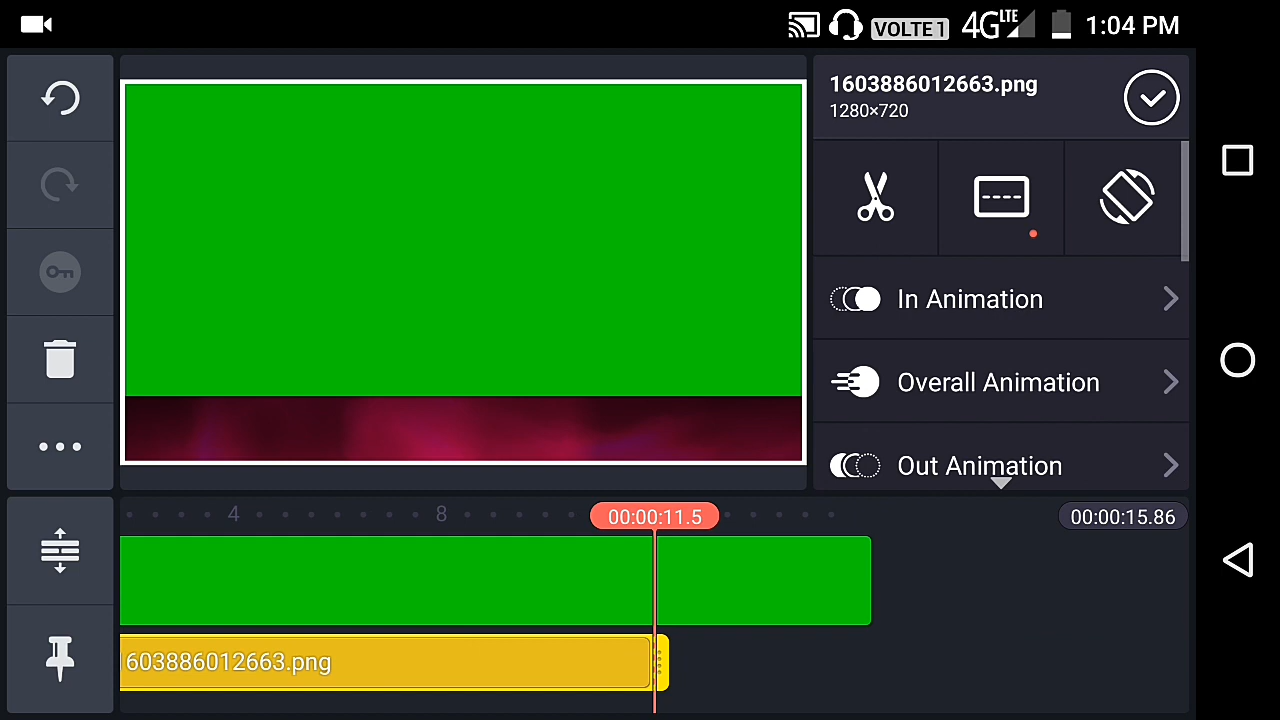 VOLTE 1 4G LTE 1:04 PM
1603886012663.png
1280×720
In Animation
Overall Animation
Out Animation
4 8 00:00:11.5 00:00:15.86
1603886012663.png